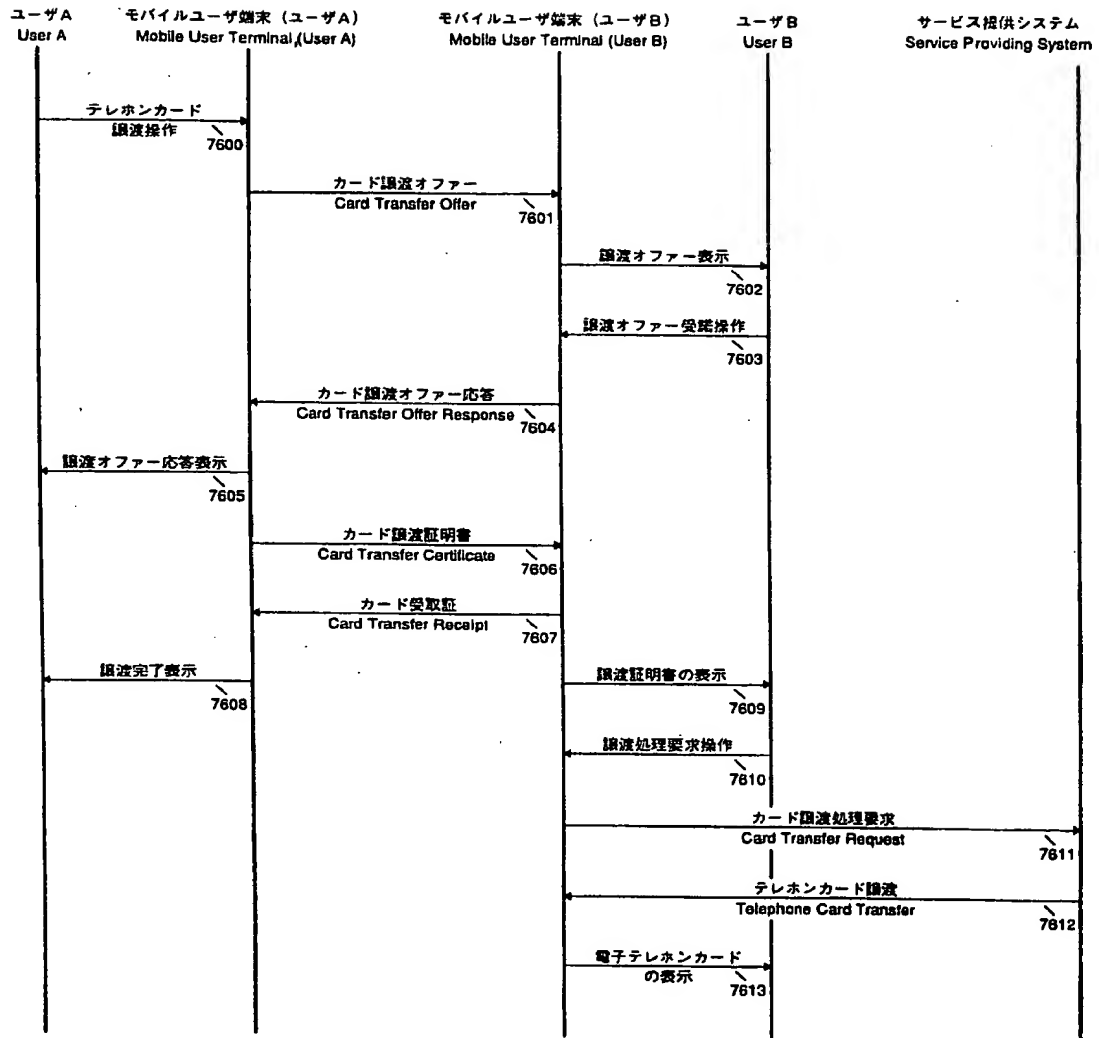 ユーザA
User A
モバイルユーザ端末（ユーザA）
Mobile User Terminal (User A)
モバイルユーザ端末（ユーザB）
Mobile User Terminal (User B)
ユーザB
User B
サービス提供システム
Service Providing System
テレホンカード
譲渡操作
7600
カード譲渡オファー
Card Transfer Offer
7601
譲渡オファー表示
7602
譲渡オファー受諾操作
7603
カード譲渡オファー応答
Card Transfer Offer Response
7604
譲渡オファー応答表示
7605
カード譲渡証明書
Card Transfer Certificate
7606
カード受取証
Card Transfer Receipt
7607
譲渡完了表示
7608
譲渡証明書の表示
7609
譲渡処理要求操作
7610
カード譲渡処理要求
Card Transfer Request
7611
テレホンカード譲渡
Telephone Card Transfer
7612
電子テレホンカード
の表示
7613